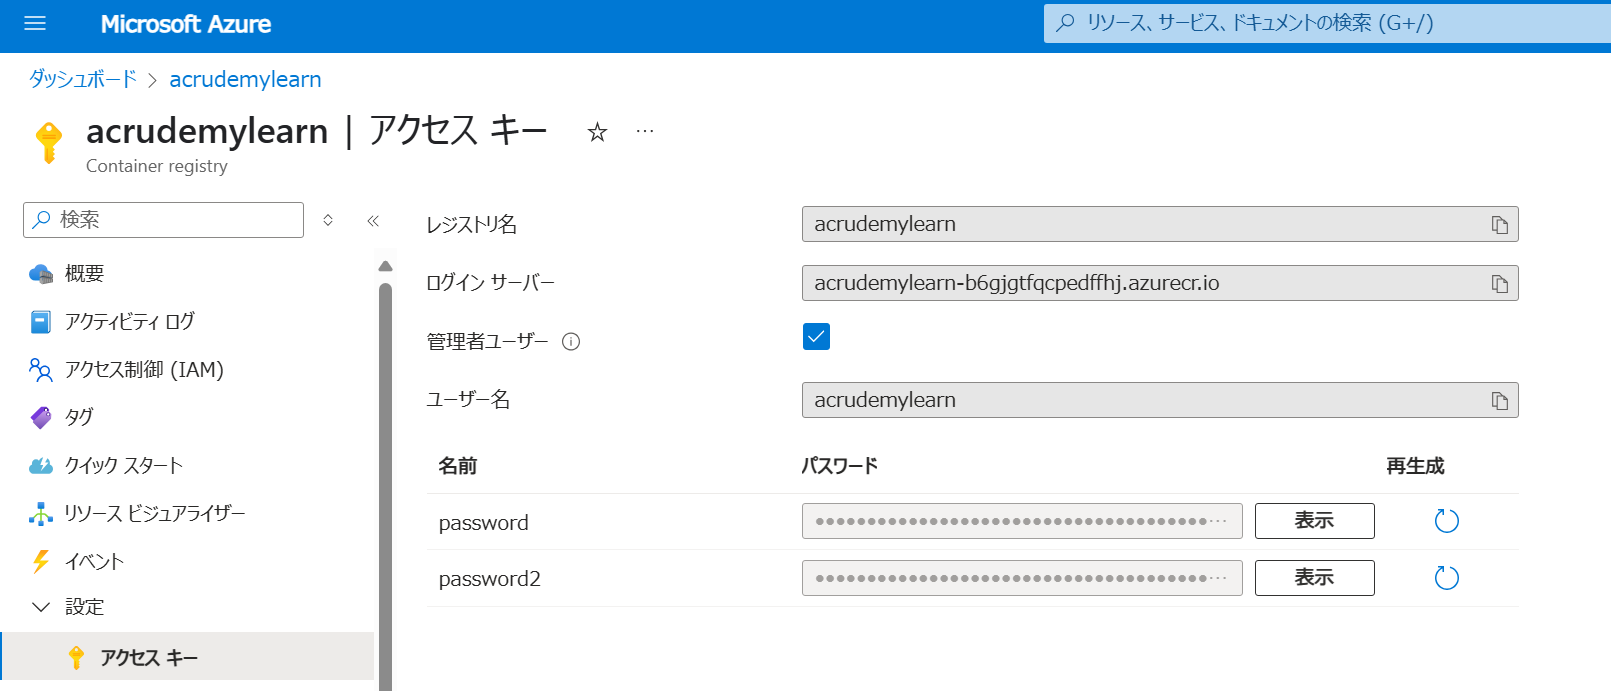 Microsoft Azure
リソース、サービス、ドキュメントの検索 (G+/)
ダッシュボード > acrudemylearn
acrudemylearn | アクセス キー ☆ ...
Container registry
検索
概要
アクティビティ ログ
アクセス制御 (IAM)
タグ
クイック スタート
リソース ビジュアライザー
イベント
設定
アクセス キー
レジストリ名 acrudemylearn
ログイン サーバー acrudemylearn-b6gjgtfqcpedffhj.azurecr.io
管理者ユーザー
ユーザー名 acrudemylearn
名前 パスワード 再生成
password ●●●●●●●●●●●●●●●●●●●●●●●●●●●●●●●●●●●●… 表示
password2 ●●●●●●●●●●●●●●●●●●●●●●●●●●●●●●●●●●●●… 表示